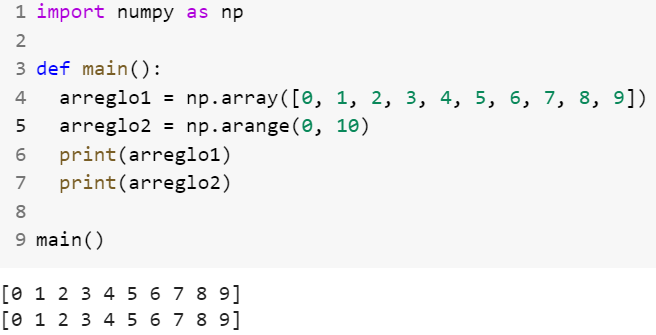 1 import numpy as np
2
3 def main():
4   arreglo1 = np.array([0, 1, 2, 3, 4, 5, 6, 7, 8, 9])
5   arreglo2 = np.arange(0, 10)
6   print(arreglo1)
7   print(arreglo2)
8
9 main()
[0 1 2 3 4 5 6 7 8 9]
[0 1 2 3 4 5 6 7 8 9]